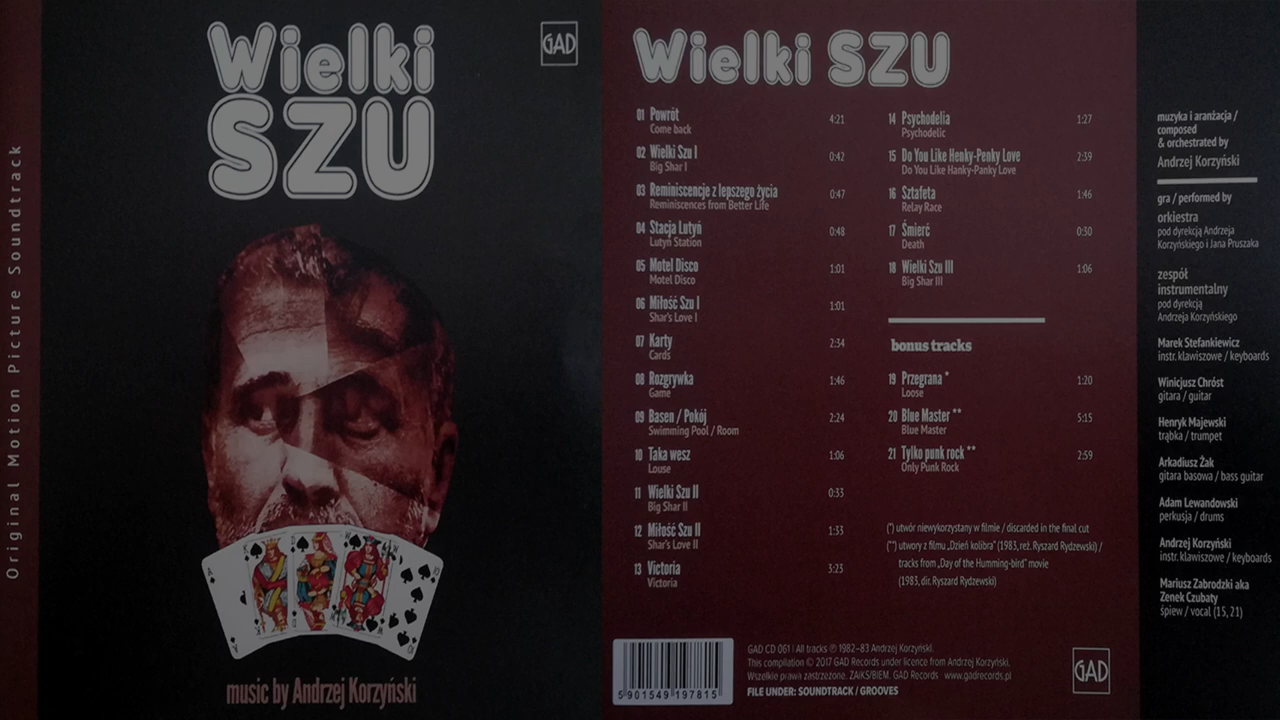 Original Motion Picture Soundtrack
Wielki
SZU
GAD
music by Andrzej Korzyński
Wielki SZU
01 Powrót 4:21
Come back
02 Wielki Szu I 0:42
Big Shar I
03 Reminiscencje z lepszego życia 0:47
Reminiscences from Better Life
04 Stacja Lutyń 0:48
Lutyń Station
05 Motel Disco 1:01
Motel Disco
06 Miłość Szu I 1:01
Shar's Love I
07 Karty 2:34
Cards
08 Rozgrywka 1:46
Game
09 Basen / Pokój 2:24
Swimming Pool / Room
10 Taka wesz 1:06
Louse
11 Wielki Szu II 0:33
Big Shar II
12 Miłość Szu II 1:33
Shar's Love II
13 Victoria 3:23
Victoria
14 Psychodelia 1:27
Psychodelic
15 Do You Like Henky-Penky Love 2:39
Do You Like Hanky-Panky Love
16 Sztafeta 1:46
Relay Race
17 Śmierć 0:30
Death
18 Wielki Szu III 1:06
Big Shar III
bonus tracks
19 Przegrana * 1:20
Loose
20 Blue Master ** 5:15
Blue Master
21 Tylko punk rock ** 2:59
Only Punk Rock
(*) utwór niewykorzystany w filmie / discarded in the final cut
(**) utwory z filmu „Dzień kolibra" (1983, reż. Ryszard Rydzewski) /
tracks from „Day of the Humming-bird" movie
(1983, dir. Ryszard Rydzewski)
5 901549 197815
GAD CD 061 | All tracks ℗ 1982–83 Andrzej Korzyński.
This compilation © 2017 GAD Records under licence from Andrzej Korzyński.
Wszelkie prawa zastrzeżone. ZAiKS/BIEM. GAD Records www.gadrecords.pl
FILE UNDER: SOUNDTRACK / GROOVES
GAD
muzyka i aranżacja /
composed
& orchestrated by
Andrzej Korzyński
gra / performed by
orkiestra
pod dyrekcją Andrzeja
Korzyńskiego i Jana Pruszaka
zespół
instrumentalny
pod dyrekcją
Andrzeja Korzyńskiego
Marek Stefankiewicz
instr. klawiszowe / keyboards
Winicjusz Chróst
gitara / guitar
Henryk Majewski
trąbka / trumpet
Arkadiusz Żak
gitara basowa / bass guitar
Adam Lewandowski
perkusja / drums
Andrzej Korzyński
instr. klawiszowe / keyboards
Mariusz Zabrodzki aka
Zenek Czubaty
śpiew / vocal (15, 21)